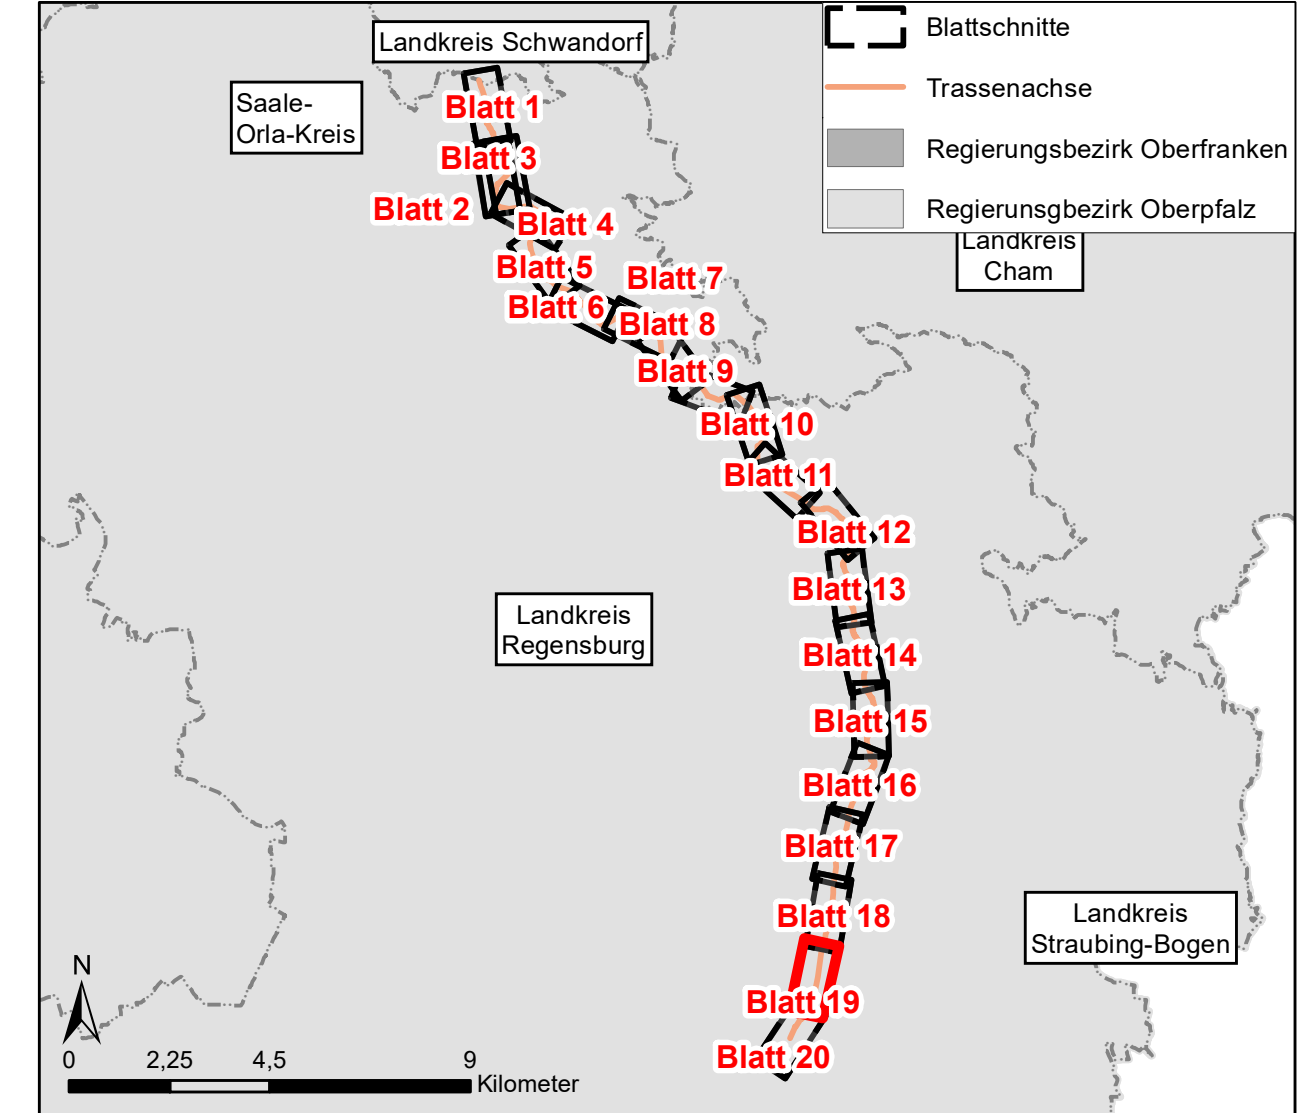 Landkreis Schwandorf
Saale-
Orla-Kreis
Blattschnitte
Trassenachse
Regierungsbezirk Oberfranken
Regierunsgbezirk Oberpfalz
Landkreis
Cham
Blatt 1
Blatt 3
Blatt 2
Blatt 4
Blatt 5
Blatt 7
Blatt 6
Blatt 8
Blatt 9
Blatt 10
Blatt 11
Blatt 12
Blatt 13
Landkreis
Regensburg
Blatt 14
Blatt 15
Blatt 16
Blatt 17
Blatt 18
Landkreis
Straubing-Bogen
Blatt 19
Blatt 20
N
0 2,25 4,5 9
Kilometer